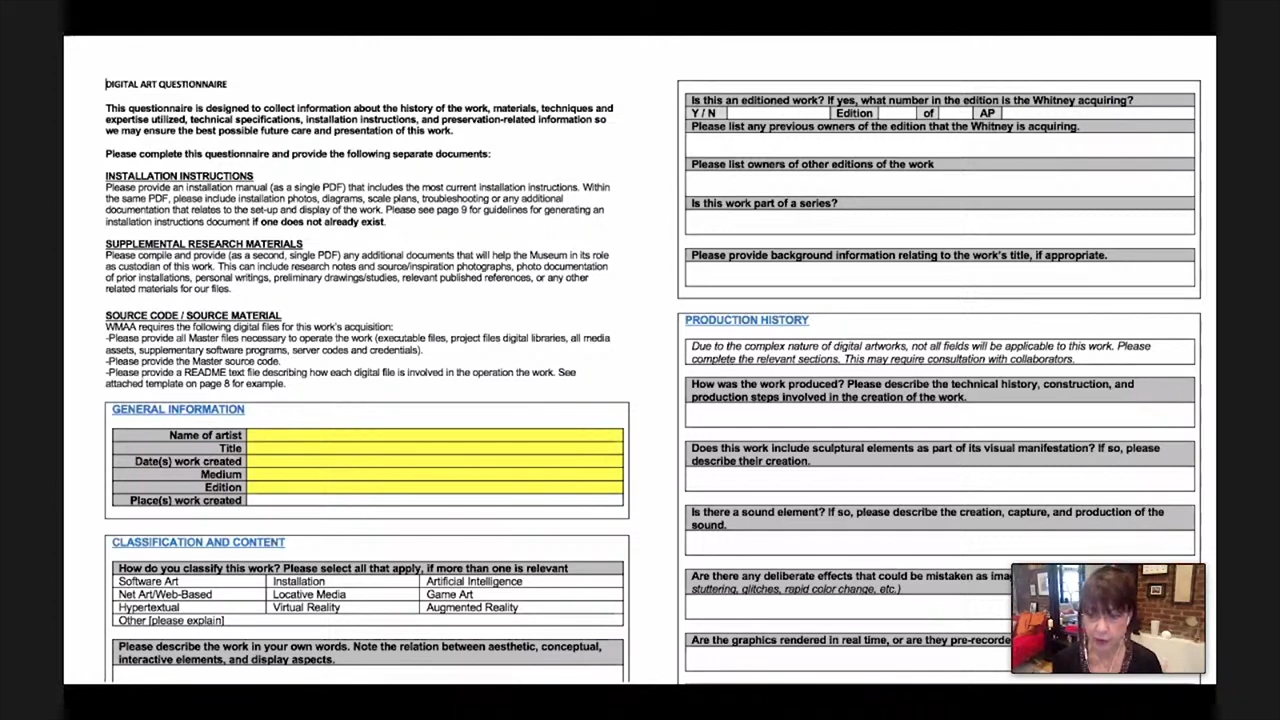 DIGITAL ART QUESTIONNAIRE
This questionnaire is designed to collect information about the history of the work, materials, techniques and
expertise utilized, technical specifications, installation instructions, and preservation-related information so
we may ensure the best possible future care and presentation of this work.
Please complete this questionnaire and provide the following separate documents:
INSTALLATION INSTRUCTIONS
Please provide an installation manual (as a single PDF) that includes the most current installation instructions. Within
the same PDF, please include installation photos, diagrams, scale plans, troubleshooting or any additional
documentation that relates to the set-up and display of the work. Please see page 9 for guidelines for generating an
installation instructions document if one does not already exist.
SUPPLEMENTAL RESEARCH MATERIALS
Please compile and provide (as a second, single PDF) any additional documents that will help the Museum in its role
as custodian of this work. This can include research notes and source/inspiration photographs, photo documentation
of prior installations, personal writings, preliminary drawings/studies, relevant published references, or any other
related materials for our files.
SOURCE CODE / SOURCE MATERIAL
WMAA requires the following digital files for this work's acquisition:
-Please provide all Master files necessary to operate the work (executable files, project files digital libraries, all media
assets, supplementary software programs, server codes and credentials).
-Please provide the Master source code.
-Please provide a README text file describing how each digital file is involved in the operation the work. See
attached template on page 8 for example.
GENERAL INFORMATION
Name of artist
Title
Date(s) work created
Medium
Edition
Place(s) work created
CLASSIFICATION AND CONTENT
How do you classify this work? Please select all that apply, if more than one is relevant
Software Art Installation Artificial Intelligence
Net Art/Web-Based Locative Media Game Art
Hypertextual Virtual Reality Augmented Reality
Other [please explain]
Please describe the work in your own words. Note the relation between aesthetic, conceptual,
interactive elements, and display aspects.
Is this an editioned work? If yes, what number in the edition is the Whitney acquiring?
Y / N Edition of AP
Please list any previous owners of the edition that the Whitney is acquiring.
Please list owners of other editions of the work
Is this work part of a series?
Please provide background information relating to the work's title, if appropriate.
PRODUCTION HISTORY
Due to the complex nature of digital artworks, not all fields will be applicable to this work. Please
complete the relevant sections. This may require consultation with collaborators.
How was the work produced? Please describe the technical history, construction, and
production steps involved in the creation of the work.
Does this work include sculptural elements as part of its visual manifestation? If so, please
describe their creation.
Is there a sound element? If so, please describe the creation, capture, and production of the
sound.
Are there any deliberate effects that could be mistaken as
stuttering, glitches, rapid color change, etc.)
Are the graphics rendered in real time, or are they